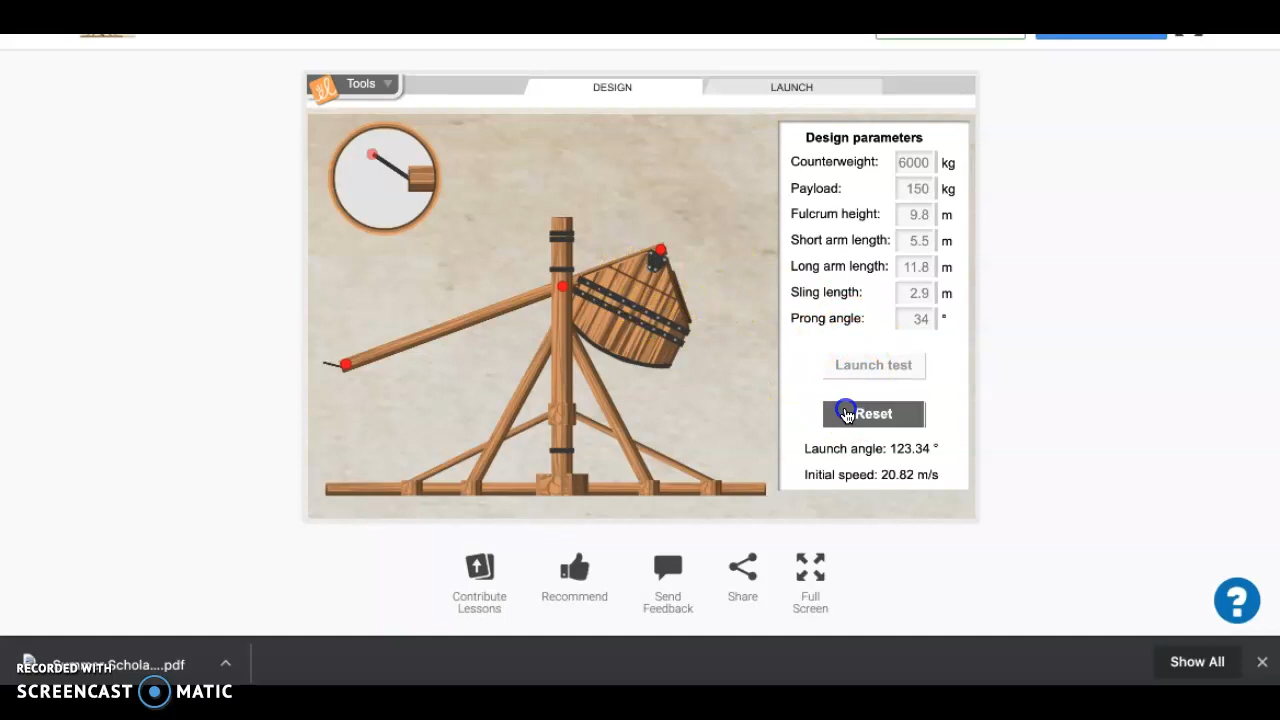 Tools
DESIGN
LAUNCH
Design parameters
Counterweight: 6000 kg
Payload: 150 kg
Fulcrum height: 9.8 m
Short arm length: 5.5 m
Long arm length: 11.8 m
Sling length: 2.9 m
Prong angle: 34 °
Launch test
Reset
Launch angle: 123.34 °
Initial speed: 20.82 m/s
Contribute Lessons
Recommend
Send Feedback
Share
Full Screen
?
Schola....pdf
Show All
RECORDED WITH
SCREENCAST MATIC